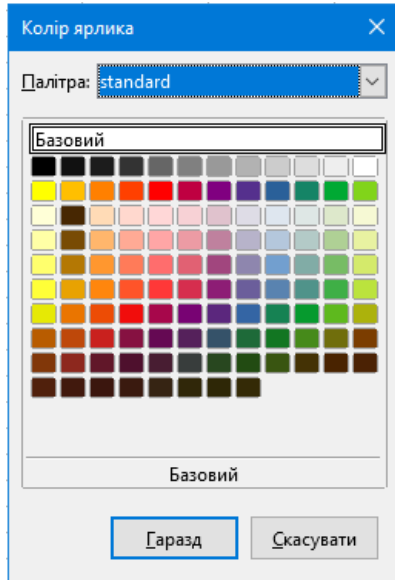 Колір ярлика
Палітра: standard
Базовий
Базовий
Гаразд Скасувати